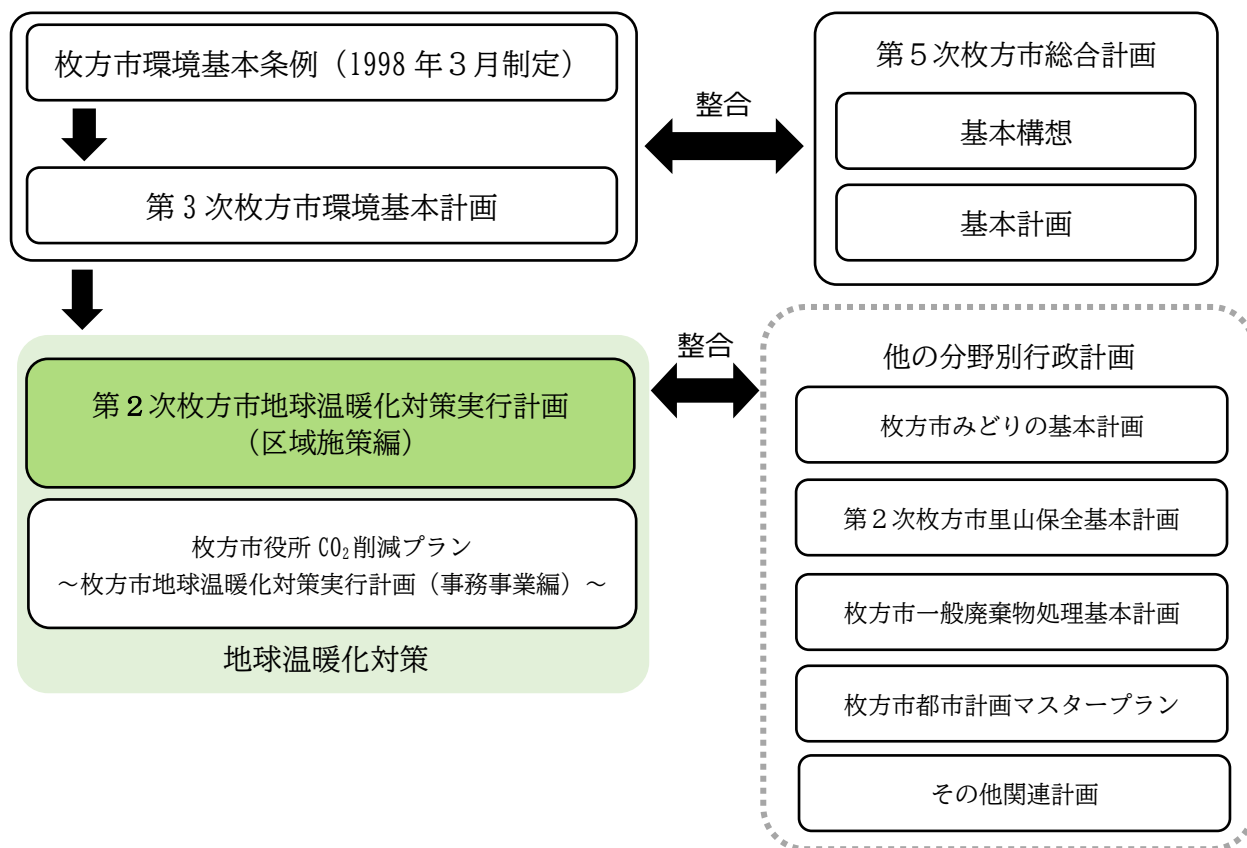 枚方市環境基本条例（1998年３月制定）
第3次枚方市環境基本計画
整合
第５次枚方市総合計画
基本構想
基本計画
第２次枚方市地球温暖化対策実行計画
（区域施策編）
枚方市役所CO₂削減プラン
～枚方市地球温暖化対策実行計画（事務事業編）～
地球温暖化対策
整合
他の分野別行政計画
枚方市みどりの基本計画
第２次枚方市里山保全基本計画
枚方市一般廃棄物処理基本計画
枚方市都市計画マスタープラン
その他関連計画